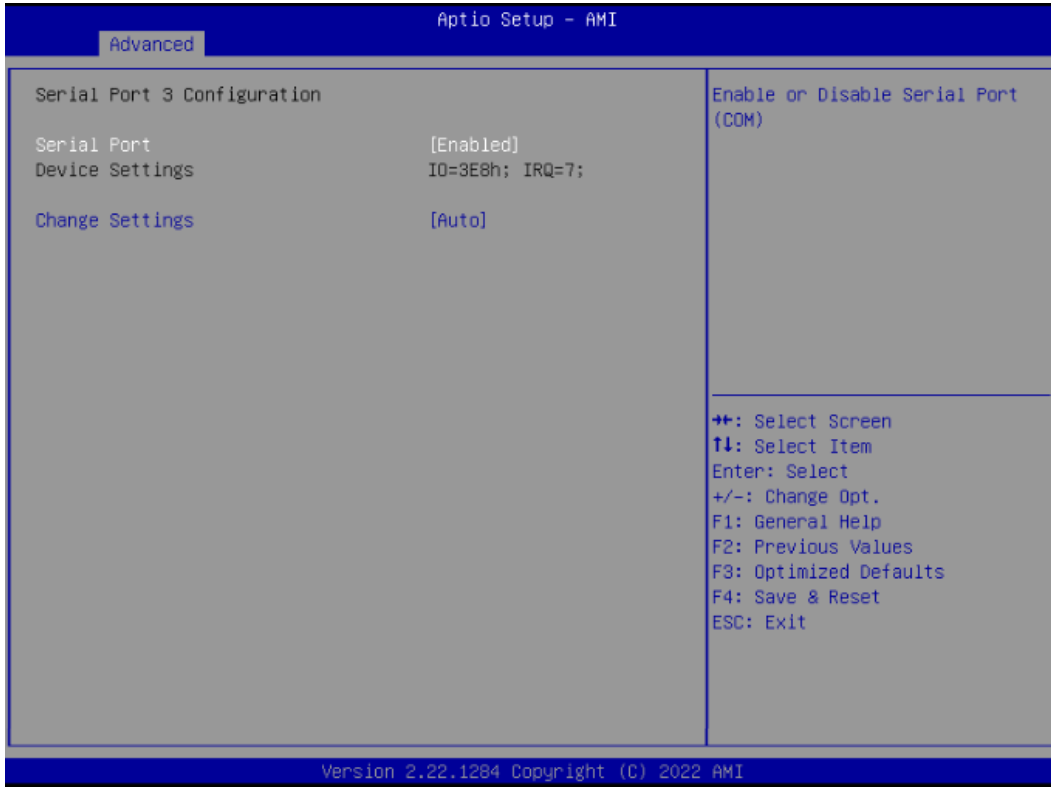 Aptio Setup – AMI
Advanced
Serial Port 3 Configuration
Serial Port [Enabled]
Device Settings IO=3E8h; IRQ=7;
Change Settings [Auto]
Enable or Disable Serial Port
(COM)
→←: Select Screen
↑↓: Select Item
Enter: Select
+/-: Change Opt.
F1: General Help
F2: Previous Values
F3: Optimized Defaults
F4: Save & Reset
ESC: Exit
Version 2.22.1284 Copyright (C) 2022 AMI